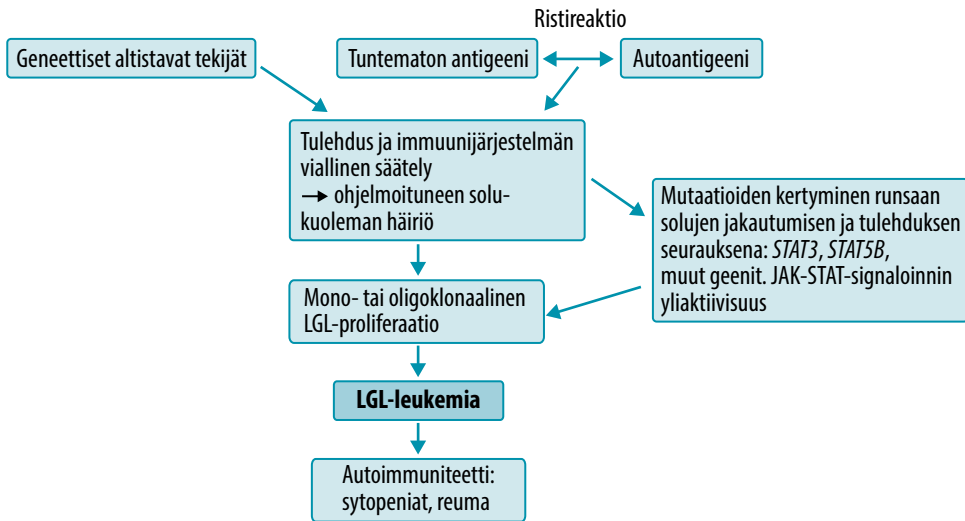 Ristireaktio
Geneettiset altistavat tekijät
Tuntematon antigeeni
Autoantigeeni
Tulehdus ja immuunijärjestelmän
viallinen säätely
→ ohjelmoituneen solu-
kuoleman häiriö
Mutaatioiden kertyminen runsaan
solujen jakautumisen ja tulehduksen
seurauksena: STAT3, STAT5B,
muut geenit. JAK-STAT-signaloinnin
yliaktiivisuus
Mono- tai oligoklonaalinen
LGL-proliferaatio
LGL-leukemia
Autoimmuniteetti:
sytopeniat, reuma